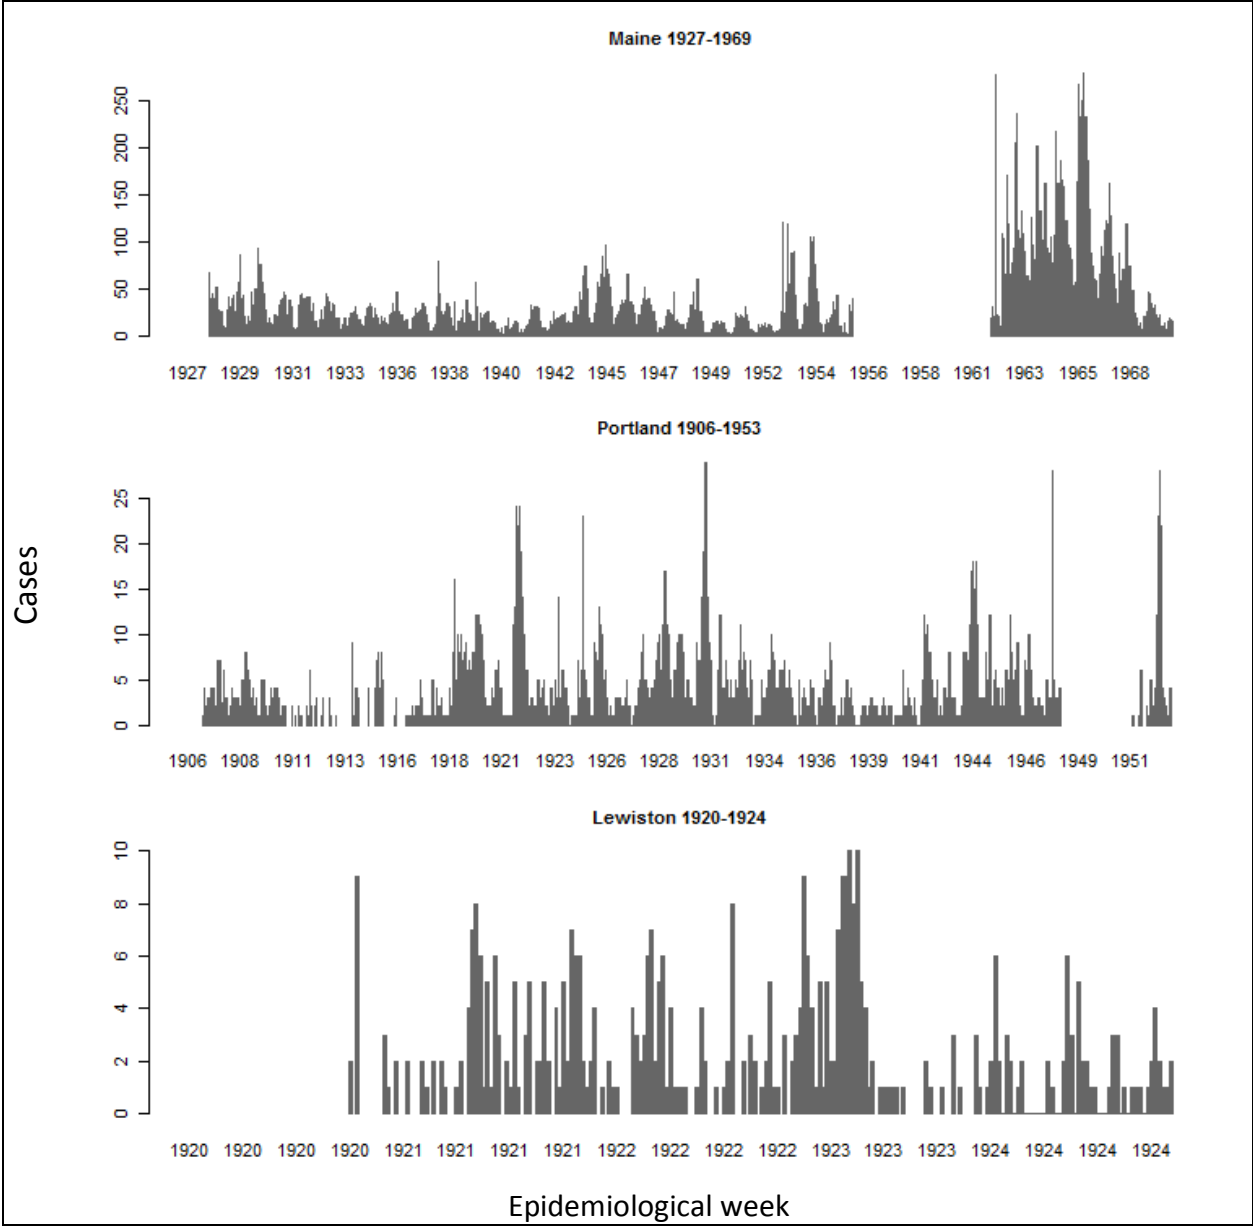 Maine 1927-1969
250
200
150
100
50
0
1927 1929 1931 1933 1936 1938 1940 1942 1945 1947 1949 1952 1954 1956 1958 1961 1963 1965 1968
Portland 1906-1953
Cases
25
20
15
10
5
0
1906 1908 1911 1913 1916 1918 1921 1923 1926 1928 1931 1934 1936 1939 1941 1944 1946 1949 1951
Lewiston 1920-1924
10
8
6
4
2
0
1920 1920 1920 1920 1921 1921 1921 1921 1922 1922 1922 1922 1923 1923 1923 1924 1924 1924 1924
Epidemiological week